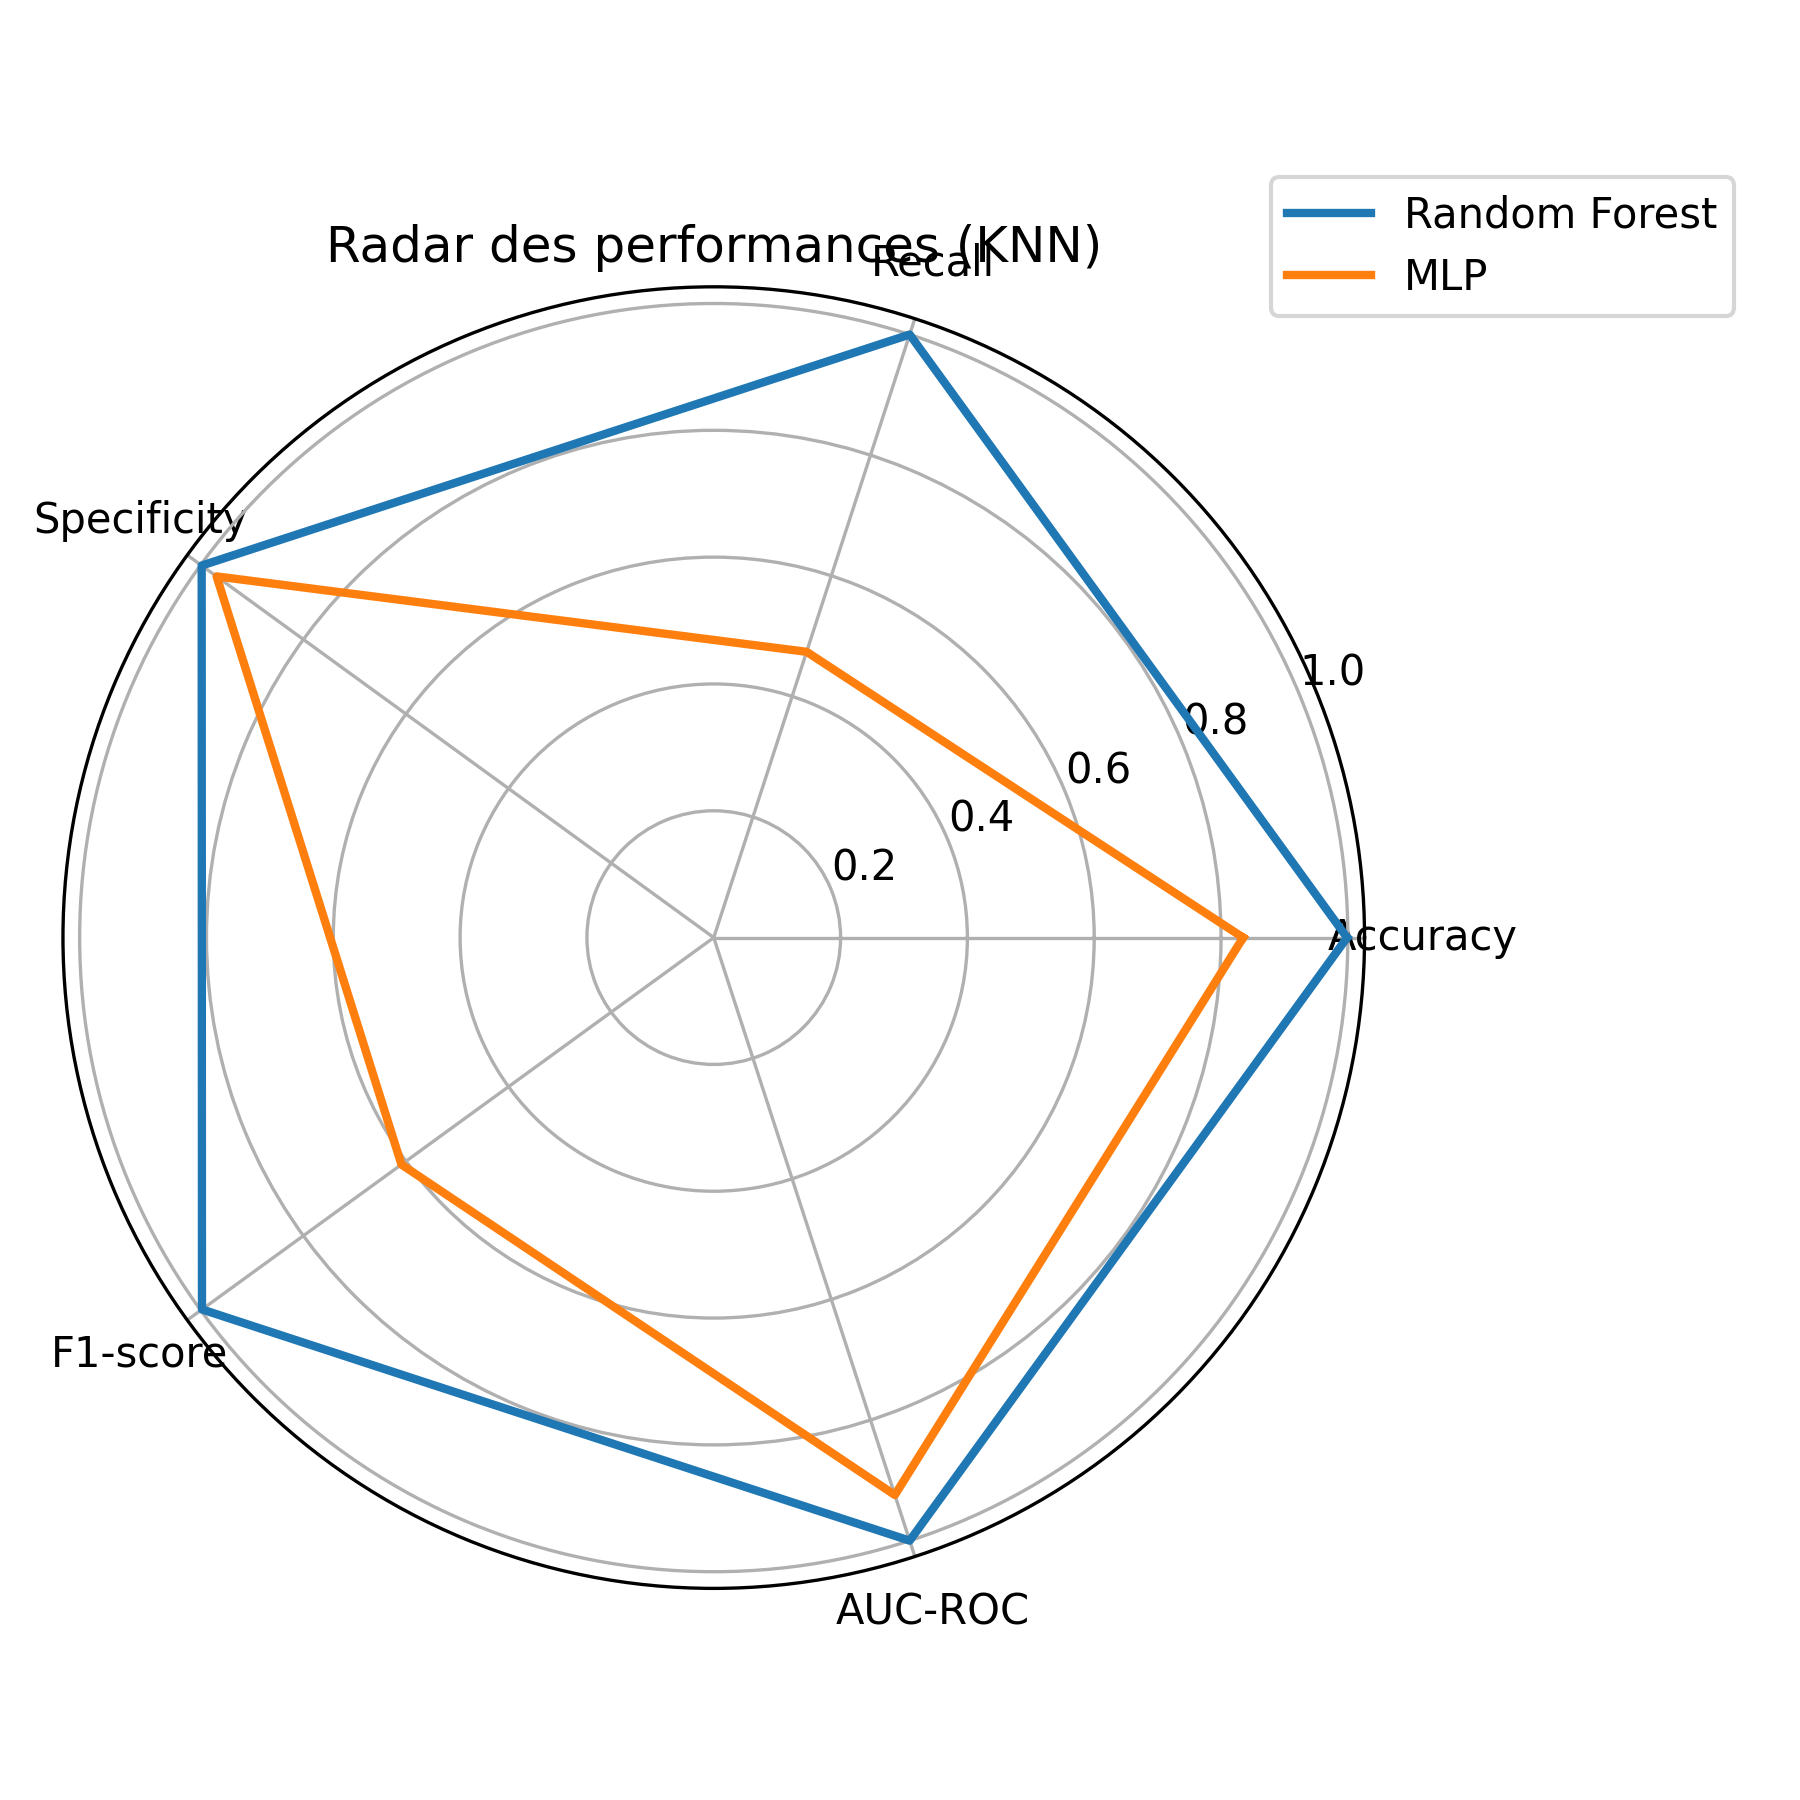 Random Forest
MLP
Radar des performances (KNN)
Recall
Specificity
1.0
0.8
0.6
0.4
0.2
Accuracy
F1-score
AUC-ROC